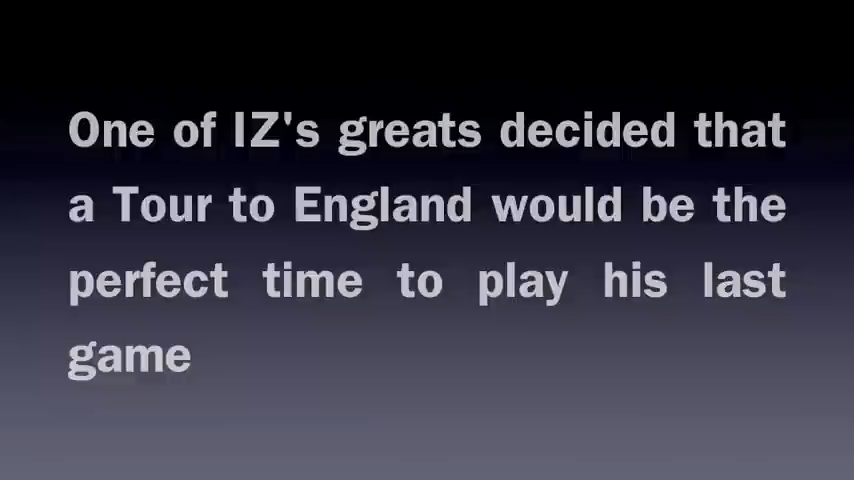 One of IZ's greats decided that
a Tour to England would be the
perfect time to play his last
game